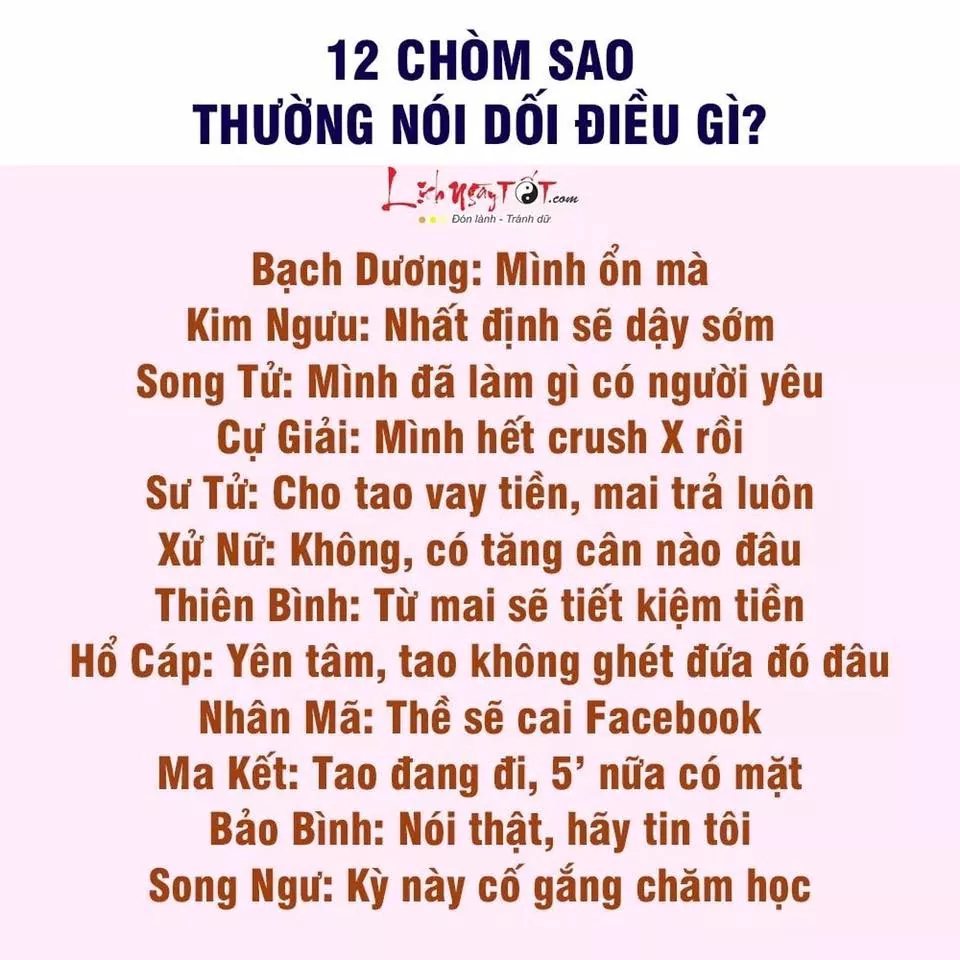 12 CHÒM SAO
THƯỜNG NÓI DỐI ĐIỀU GÌ?
Lịch Ngày TỐT.com
Đón lành - Tránh dữ
Bạch Dương: Mình ổn mà
Kim Ngưu: Nhất định sẽ dậy sớm
Song Tử: Mình đã làm gì có người yêu
Cự Giải: Mình hết crush X rồi
Sư Tử: Cho tao vay tiền, mai trả luôn
Xử Nữ: Không, có tăng cân nào đâu
Thiên Bình: Từ mai sẽ tiết kiệm tiền
Hổ Cáp: Yên tâm, tao không ghét đứa đó đâu
Nhân Mã: Thề sẽ cai Facebook
Ma Kết: Tao đang đi, 5’ nữa có mặt
Bảo Bình: Nói thật, hãy tin tôi
Song Ngư: Kỳ này cố gắng chăm học